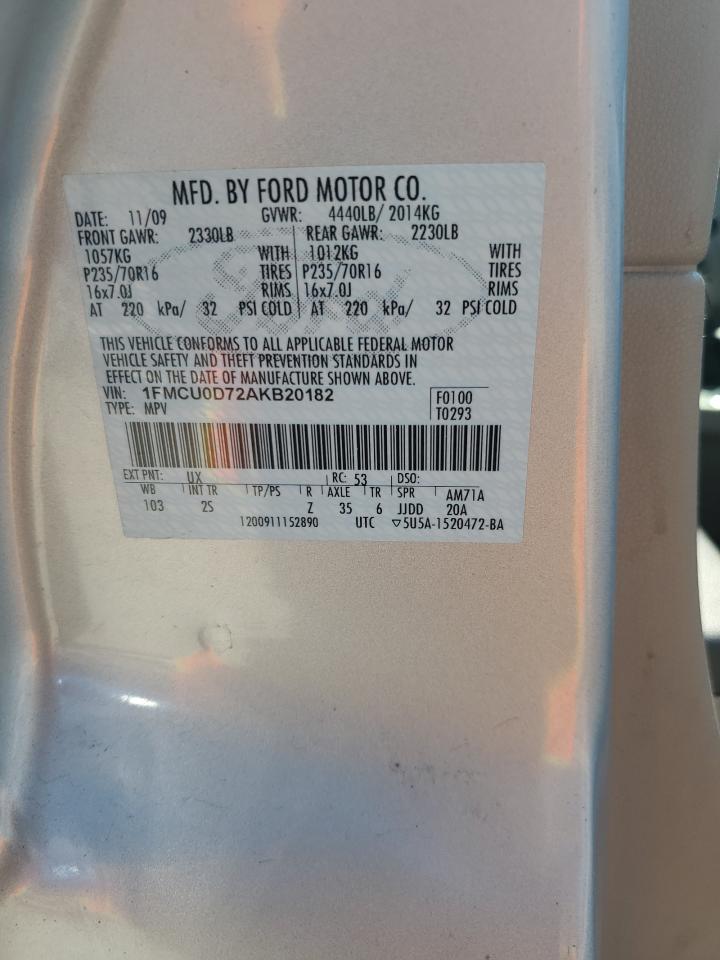 MFD. BY FORD MOTOR CO.
DATE: 11/09 GVWR: 4440LB/ 2014KG
FRONT GAWR: 2330LB REAR GAWR: 2230LB
1057KG WITH 1012KG WITH
P235/70R16 TIRES P235/70R16 TIRES
16x7.0J RIMS 16x7.0J RIMS
AT 220 kPa/ 32 PSI COLD AT 220 kPa/ 32 PSI COLD
THIS VEHICLE CONFORMS TO ALL APPLICABLE FEDERAL MOTOR
VEHICLE SAFETY AND THEFT PREVENTION STANDARDS IN
EFFECT ON THE DATE OF MANUFACTURE SHOWN ABOVE.
VIN: 1FMCU0D72AKB20182 F0100
TYPE: MPV T0293
EXT PNT: UX RC: 53 DSO:
WB INT TR TP/PS R AXLE TR SPR AM71A
103 2S Z 35 6 JJDD 20A
1200911152890 UTC ▽5U5A-1520472-BA